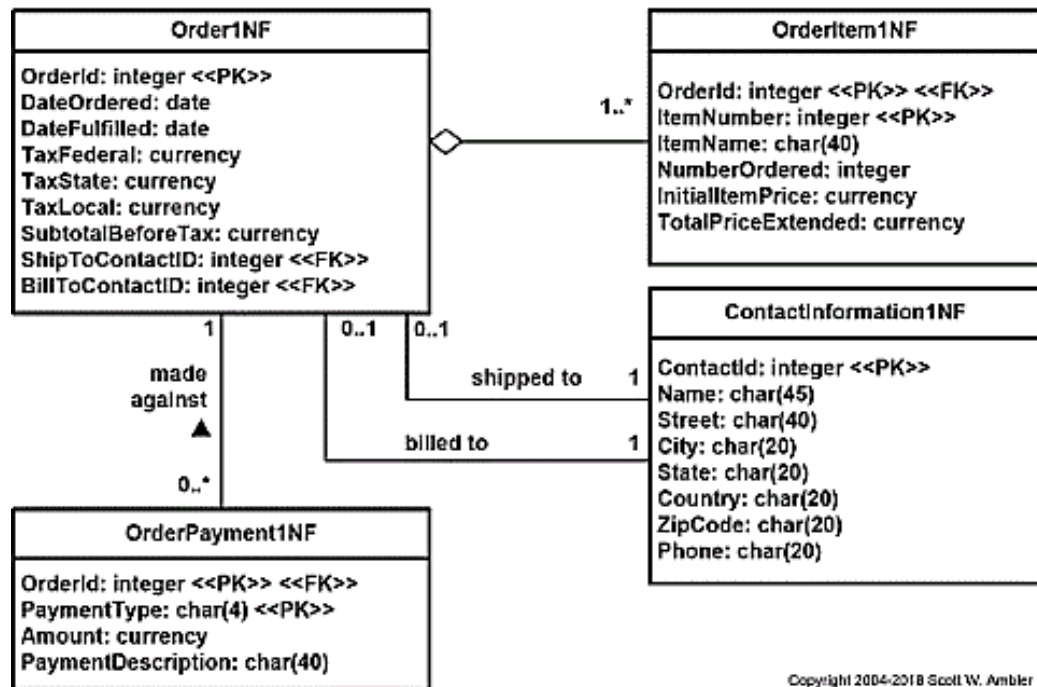 Order1NF
OrderId: integer <<PK>>
DateOrdered: date
DateFulfilled: date
TaxFederal: currency
TaxState: currency
TaxLocal: currency
SubtotalBeforeTax: currency
ShipToContactID: integer <<FK>>
BillToContactID: integer <<FK>>
1..*
OrderItem1NF
OrderId: integer <<PK>> <<FK>>
ItemNumber: integer <<PK>>
ItemName: char(40)
NumberOrdered: integer
InitialItemPrice: currency
TotalPriceExtended: currency
1
0..1
0..1
made
against
0..*
shipped to
1
billed to
1
ContactInformation1NF
ContactId: integer <<PK>>
Name: char(45)
Street: char(40)
City: char(20)
State: char(20)
Country: char(20)
ZipCode: char(20)
Phone: char(20)
OrderPayment1NF
OrderId: integer <<PK>> <<FK>>
PaymentType: char(4) <<PK>>
Amount: currency
PaymentDescription: char(40)
Copyright 2004-2018 Scott W. Ambler